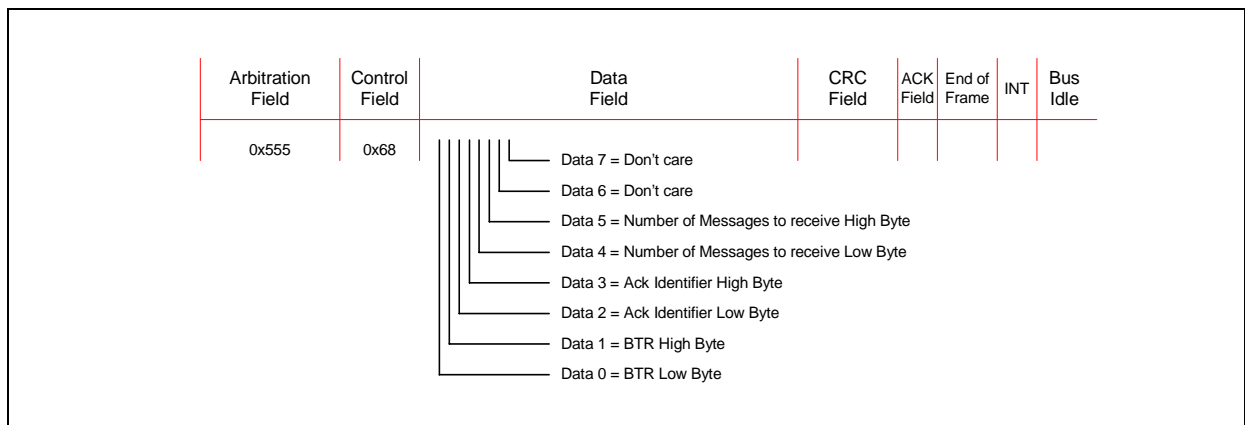 Arbitration Field
Control Field
Data Field
CRC Field
ACK Field
End of Frame
INT
Bus Idle
0x555
0x68
Data 7 = Don't care
Data 6 = Don't care
Data 5 = Number of Messages to receive High Byte
Data 4 = Number of Messages to receive Low Byte
Data 3 = Ack Identifier High Byte
Data 2 = Ack Identifier Low Byte
Data 1 = BTR High Byte
Data 0 = BTR Low Byte